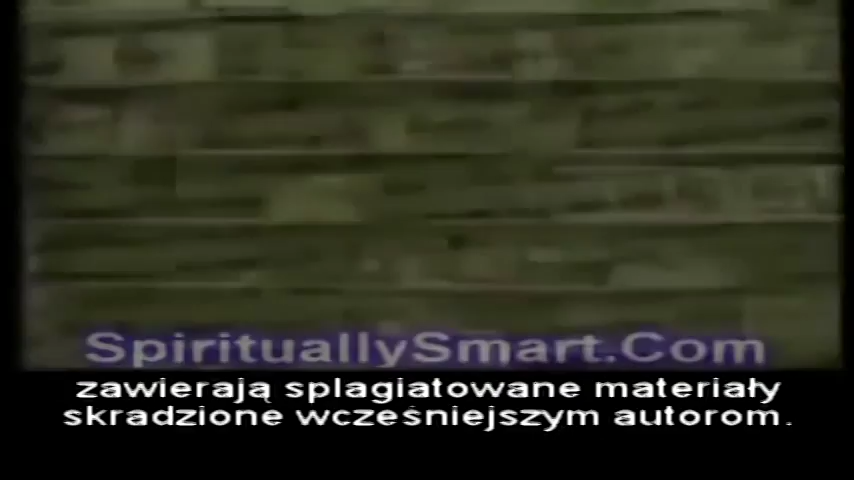 SpirituallySmart.Com
zawierają splagiatowane materiały
skradzione wcześniejszym autorom.